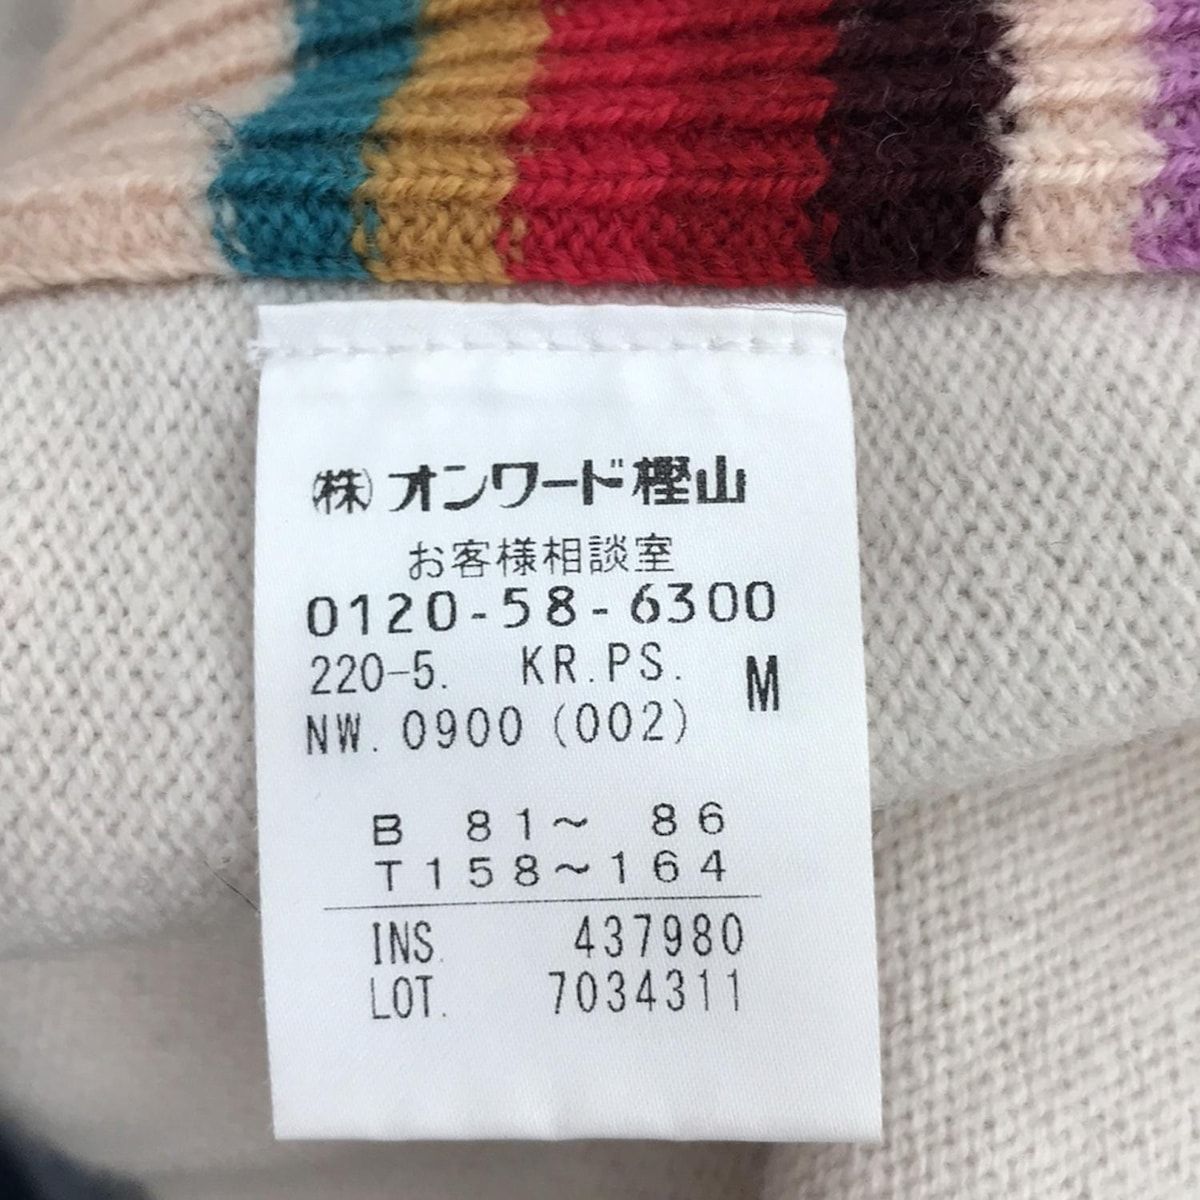 (株)オンワード樫山
お客様相談室
0120-58-6300
220-5. KR.PS. M
NW. 0900 (002)
B 81～ 86
T158～164
INS. 437980
LOT. 7034311